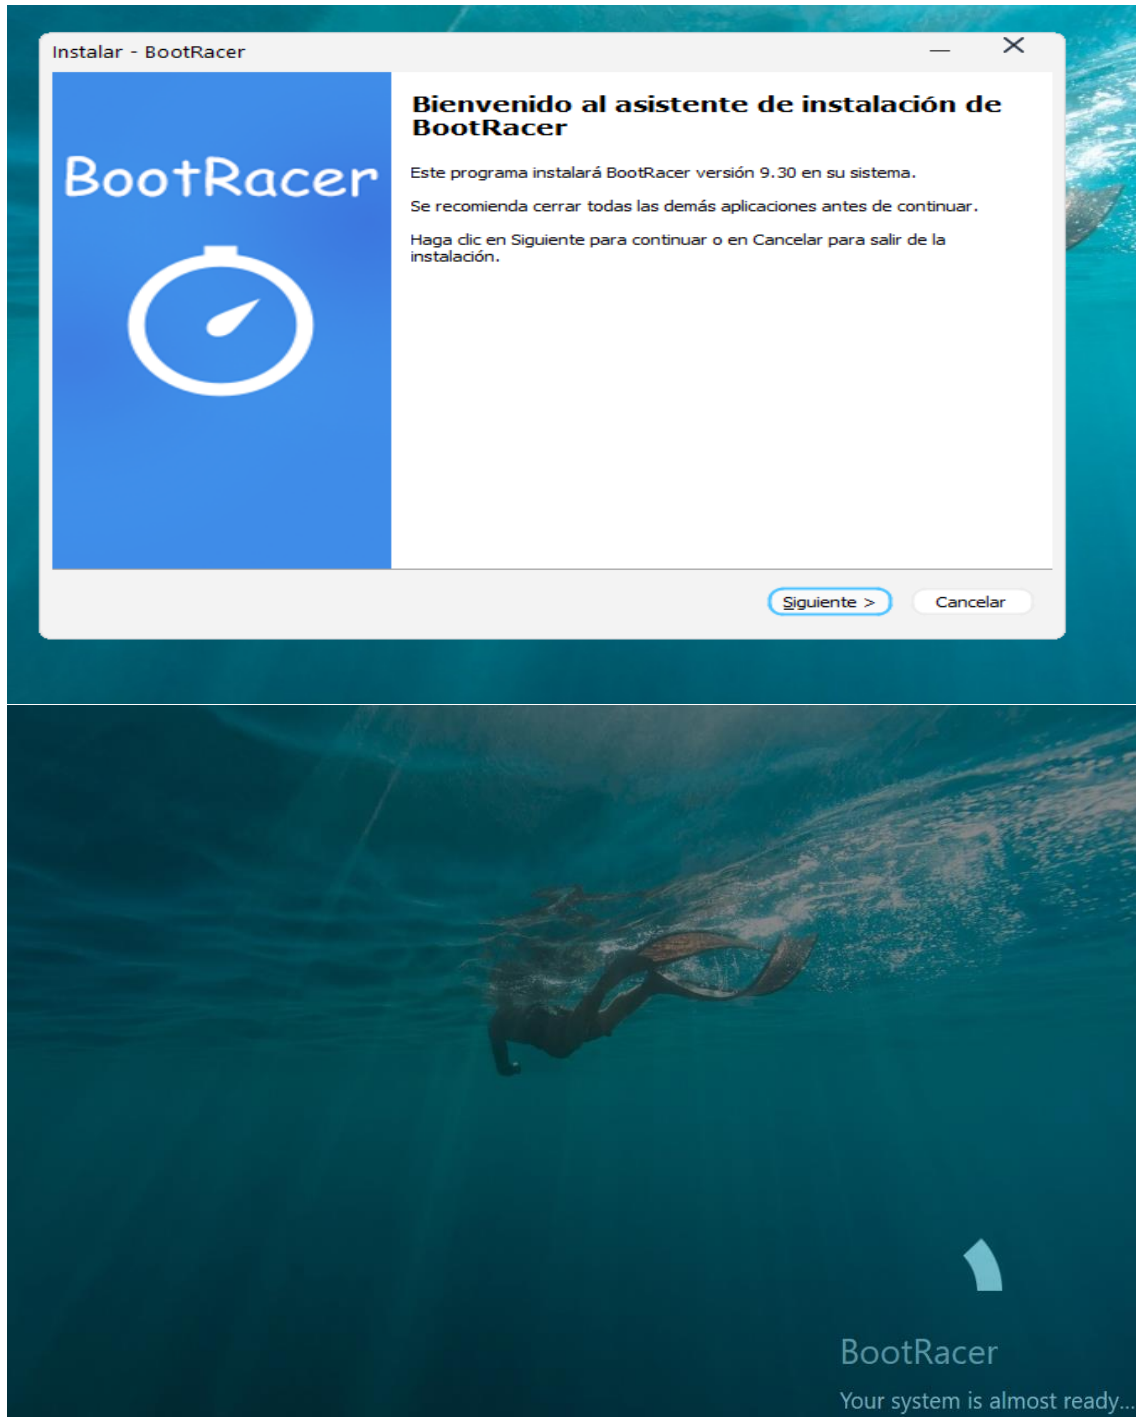 Instalar - BootRacer
BootRacer
Bienvenido al asistente de instalación de
BootRacer
Este programa instalará BootRacer versión 9.30 en su sistema.
Se recomienda cerrar todas las demás aplicaciones antes de continuar.
Haga clic en Siguiente para continuar o en Cancelar para salir de la
instalación.
Siguiente >
Cancelar
BootRacer
Your system is almost ready...